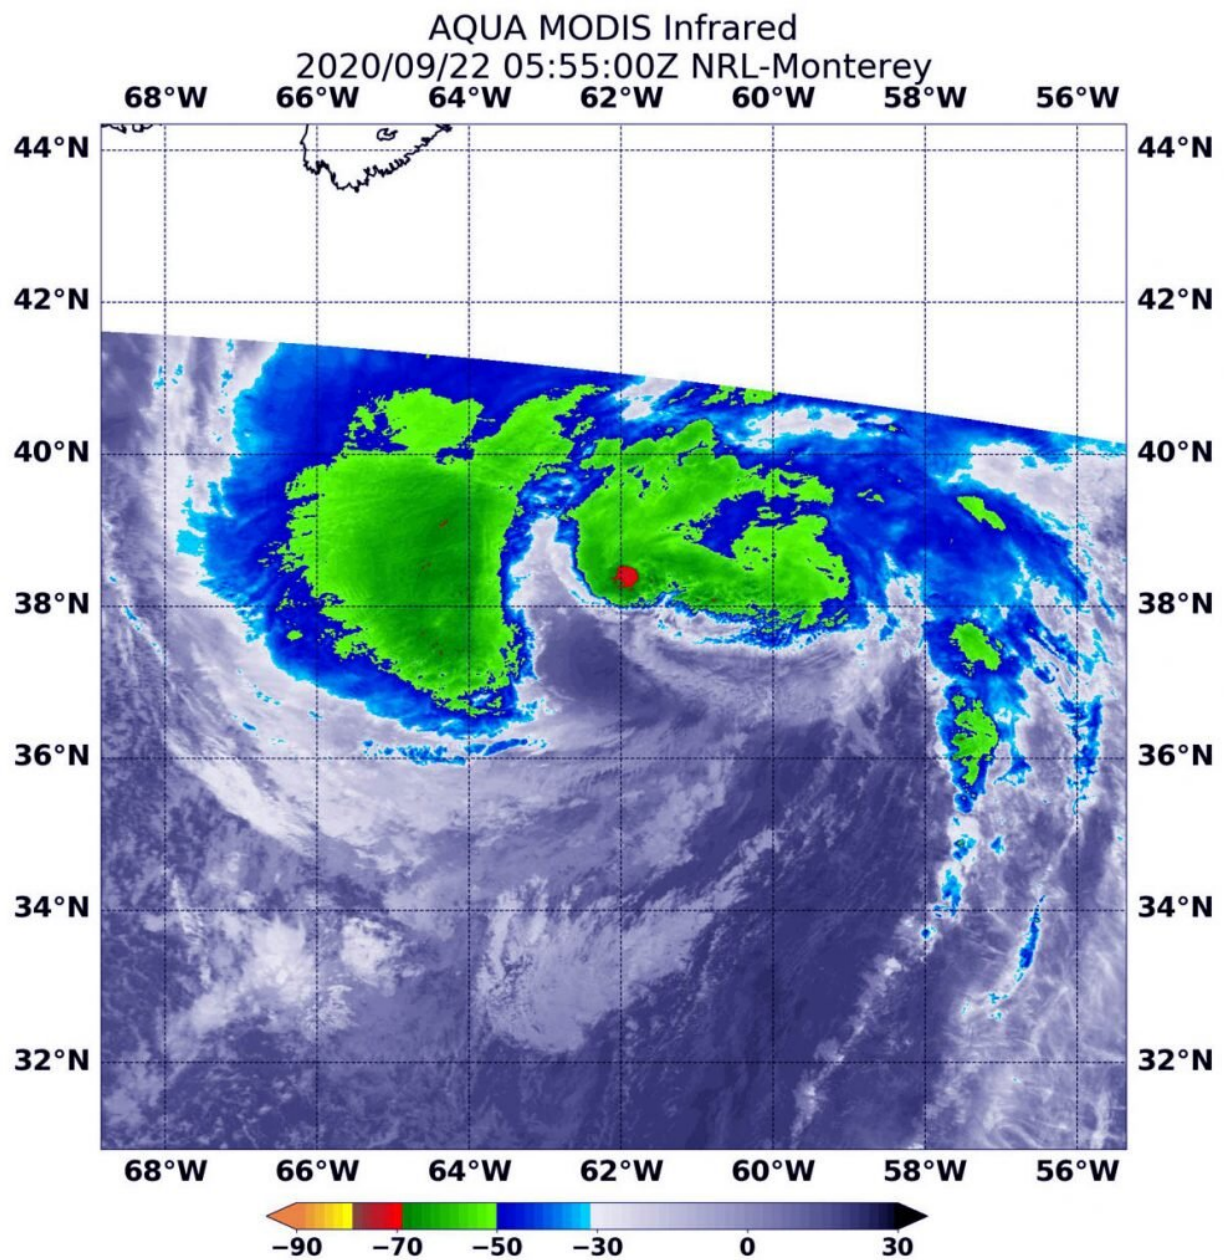 AQUA MODIS Infrared
2020/09/22 05:55:00Z NRL-Monterey
68°W 66°W 64°W 62°W 60°W 58°W 56°W
44°N 44°N
42°N 42°N
40°N 40°N
38°N 38°N
36°N 36°N
34°N 34°N
32°N 32°N
68°W 66°W 64°W 62°W 60°W 58°W 56°W
−90 −70 −50 −30 0 30